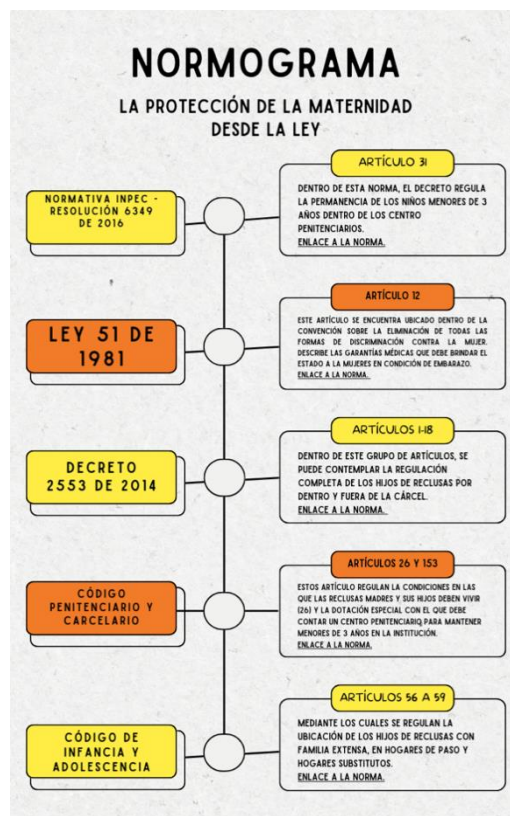 NORMOGRAMA
LA PROTECCIÓN DE LA MATERNIDAD
DESDE LA LEY
NORMATIVA INPEC -
RESOLUCIÓN 6349
DE 2016
ARTÍCULO 31
DENTRO DE ESTA NORMA, EL DECRETO REGULA
LA PERMANENCIA DE LOS NIÑOS MENORES DE 3
AÑOS DENTRO DE LOS CENTRO
PENITENCIARIOS.
ENLACE A LA NORMA.
LEY 51 DE
1981
ARTÍCULO 12
ESTE ARTÍCULO SE ENCUENTRA UBICADO DENTRO DE LA
CONVENCIÓN SOBRE LA ELIMINACIÓN DE TODAS LAS
FORMAS DE DISCRIMINACIÓN CONTRA LA MUJER.
DESCRIBE LAS GARANTÍAS MÉDICAS QUE DEBE BRINDAR EL
ESTADO A LA MUJERES EN CONDICIÓN DE EMBARAZO.
ENLACE A LA NORMA.
DECRETO
2553 DE 2014
ARTÍCULOS 1-18
DENTRO DE ESTE GRUPO DE ARTÍCULOS, SE
PUEDE CONTEMPLAR LA REGULACIÓN
COMPLETA DE LOS HIJOS DE RECLUSAS POR
DENTRO Y FUERA DE LA CÁRCEL.
ENLACE A LA NORMA.
CÓDIGO
PENITENCIARIO Y
CARCELARIO
ARTÍCULOS 26 Y 153
ESTOS ARTÍCULO REGULAN LA CONDICIONES EN LAS
QUE LAS RECLUSAS MADRES Y SUS HIJOS DEBEN VIVIR
(26) Y LA DOTACIÓN ESPECIAL CON EL QUE DEBE
CONTAR UN CENTRO PENITENCIARIO PARA MANTENER
MENORES DE 3 AÑOS EN LA INSTITUCIÓN.
ENLACE A LA NORMA.
CÓDIGO DE
INFANCIA Y
ADOLESCENCIA
ARTÍCULOS 56 A 59
MEDIANTE LOS CUALES SE REGULAN LA
UBICACIÓN DE LOS HIJOS DE RECLUSAS CON
FAMILIA EXTENSA, EN HOGARES DE PASO Y
HOGARES SUBSTITUTOS.
ENLACE A LA NORMA.